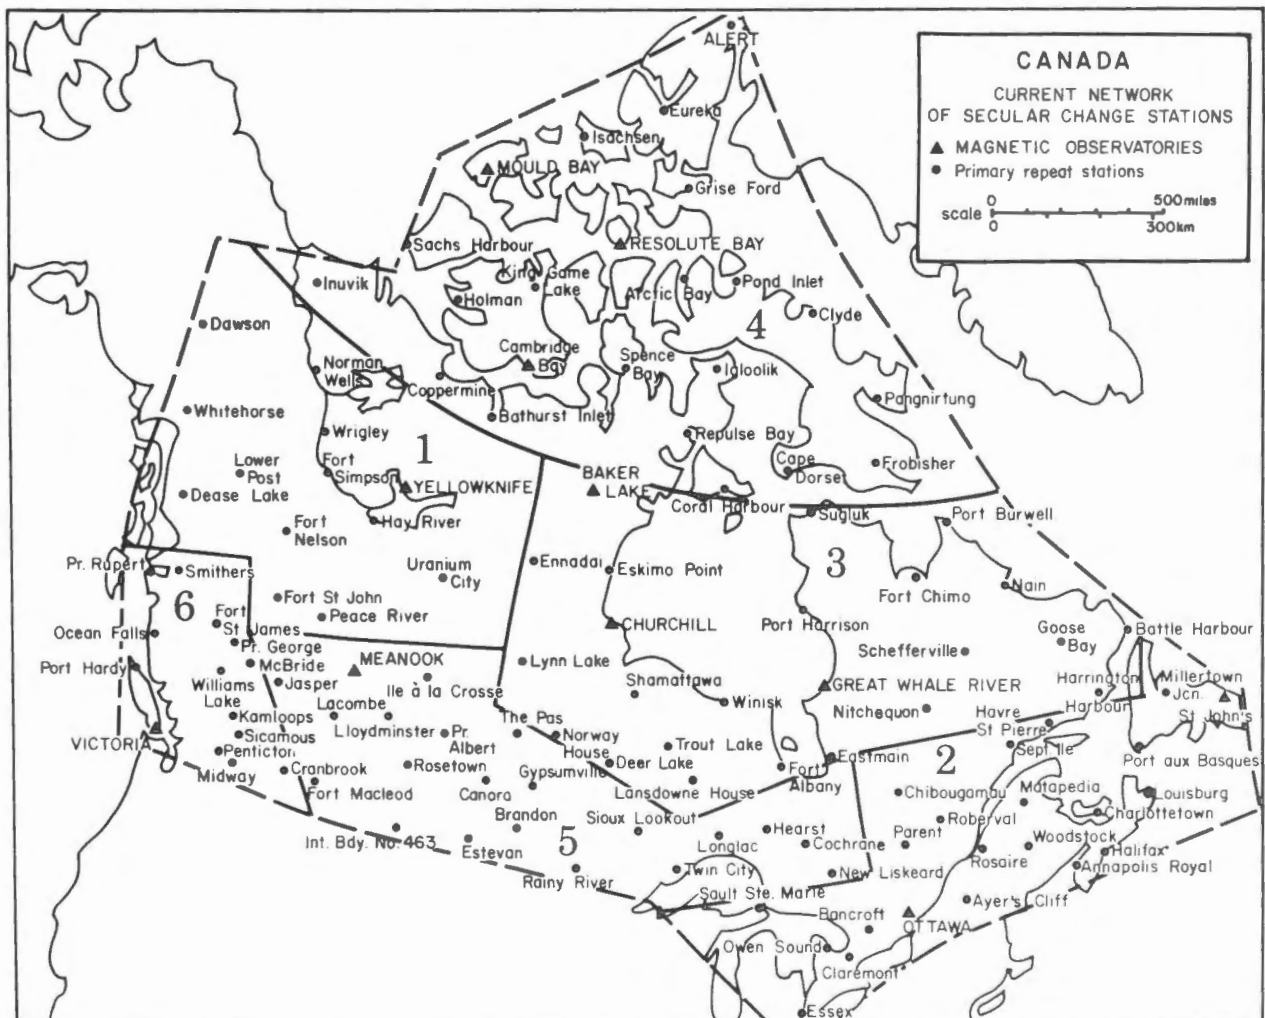 ALERT
CANADA
CURRENT NETWORK
OF SECULAR CHANGE STATIONS
MAGNETIC OBSERVATORIES
Primary repeat stations
scale
0 500 miles
0 300 km
Eureka
Isachsen
MOULD BAY
Grise Ford
Sachs Harbour
RESOLUTE BAY
Inuvik
King Game
Lake
Holman
Arctic Bay
Pond Inlet
Clyde
4
Dawson
Norman
Wells
Cambridge
Bay
Spence
Bay
Igloolik
Coppermine
Whitehorse
Bathurst Inlet
Pangnirtung
Wrigley
1
Repulse Bay
Lower
Post
Fort
Simpson
Cape
Dorset
Frobisher
BAKER
LAKE
Dease Lake
YELLOWKNIFE
Coral Harbour
Sugluk
Port Burwell
Hay River
Fort
Nelson
Pr. Rupert
Smithers
Uranium
City
Ennadai
Eskimo Point
3
Fort Chimo
Nain
6
Fort St John
Peace River
Fort
St James
Ocean Falls
CHURCHILL
Port Harrison
Goose
Bay
Battle Harbour
Pr. George
McBride
Port Hardy
MEANOOK
Lynn Lake
Schefferville
Jasper
Williams
Lake
Ile à la Crosse
Shamattawa
Winisk
GREAT WHALE RIVER
Harrington
Harbour
Millertown
Jcn.
St John's
Kamloops
Lacombe
Lloydminster
Pr.
Albert
The Pas
Norway
House
Nitchequon
Havre
St Pierre
VICTORIA
Sicamous
Penticton
Midway
Trout Lake
Eastmain
Sept Ile
2
Port aux Basques
Cranbrook
Rosetown
Gypsumville
Deer Lake
Fort
Albany
Fort Macleod
Canora
Lansdowne House
Chibougamau
Matapedia
Louisburg
Charlottetown
Int. Bdy. No. 463
Brandon
Sioux Lookout
Hearst
Roberval
Parent
Woodstock
Estevan
5
Longlac
Cochrane
Rosaire
Halifax
Annapolis Royal
Rainy River
Twin City
New Liskeard
Sault Ste. Marie
Ayer's Cliff
Bancroft
OTTAWA
Owen Sound
Claremont
Essex